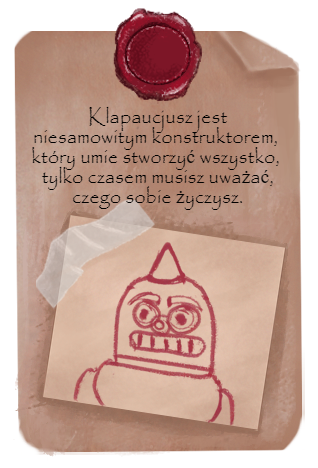 Klapaucjusz jest
niesamowitym konstruktorem,
który umie stworzyć wszystko,
tylko czasem musisz uważać,
czego sobie życzysz.